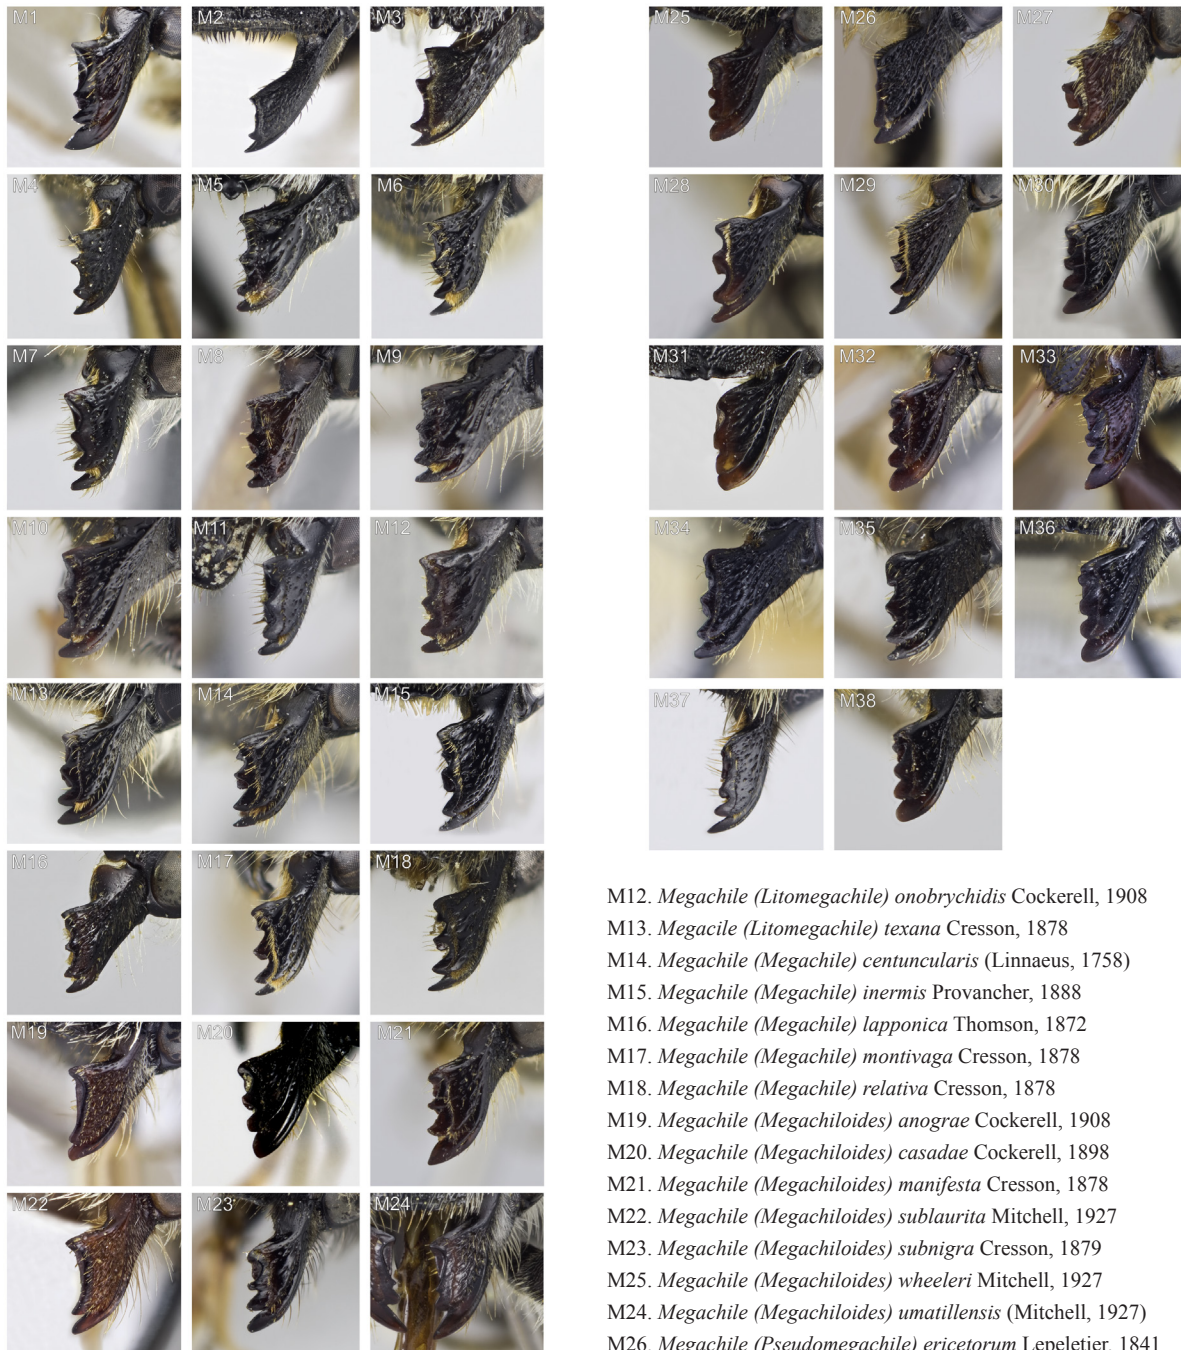 M1 M2 M3
M4 M5 M6
M7 M8 M9
M10 M11 M12
M13 M14 M15
M16 M17 M18
M19 M20 M21
M22 M23 M24
M25 M26 M27
M28 M29 M30
M31 M32 M33
M34 M35 M36
M37 M38
M12. Megachile (Litomegachile) onobrychidis Cockerell, 1908
M13. Megacile (Litomegachile) texana Cresson, 1878
M14. Megachile (Megachile) centuncularis (Linnaeus, 1758)
M15. Megachile (Megachile) inermis Provancher, 1888
M16. Megachile (Megachile) lapponica Thomson, 1872
M17. Megachile (Megachile) montivaga Cresson, 1878
M18. Megachile (Megachile) relativa Cresson, 1878
M19. Megachile (Megachiloides) anograe Cockerell, 1908
M20. Megachile (Megachiloides) casadae Cockerell, 1898
M21. Megachile (Megachiloides) manifesta Cresson, 1878
M22. Megachile (Megachiloides) sublaurita Mitchell, 1927
M23. Megachile (Megachiloides) subnigra Cresson, 1879
M25. Megachile (Megachiloides) wheeleri Mitchell, 1927
M24. Megachile (Megachiloides) umatillensis (Mitchell, 1927)
M26. Megachile (Pseudomegachile) ericetorum Lepeletier, 1841